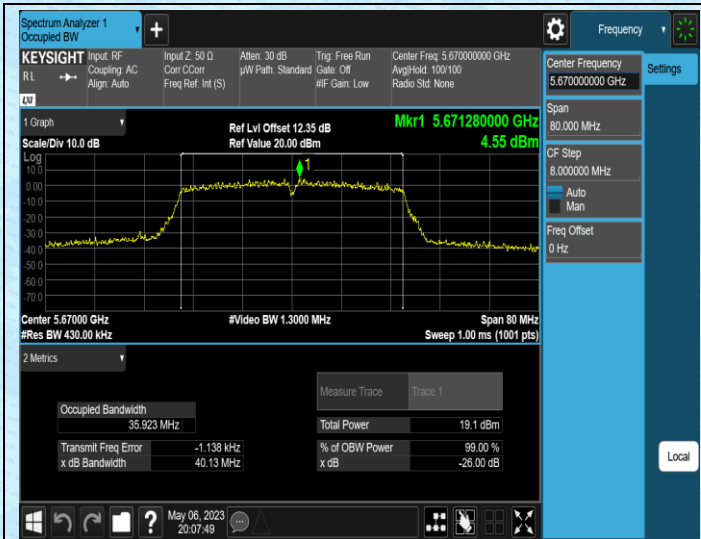 Spectrum Analyzer 1
Occupied BW
+
Frequency
KEYSIGHT
RL
LXI
Input: RF
Coupling: AC
Align: Auto
Input Z: 50 Ω
Corr CCorr
Freq Ref: Int (S)
Atten: 30 dB
µW Path: Standard
Trig: Free Run
Gate: Off
#IF Gain: Low
Center Freq: 5.670000000 GHz
Avg|Hold: 100/100
Radio Std: None
Center Frequency
5.670000000 GHz
Settings
Span
80.000 MHz
CF Step
8.000000 MHz
Auto
Man
Freq Offset
0 Hz
1 Graph
Scale/Div 10.0 dB
Ref Lvl Offset 12.35 dB
Ref Value 20.00 dBm
Mkr1 5.671280000 GHz
4.55 dBm
Log
10.0
0.00
-10.0
-20.0
-30.0
-40.0
-50.0
-60.0
-70.0
1
Center 5.67000 GHz
#Res BW 430.00 kHz
#Video BW 1.3000 MHz
Span 80 MHz
Sweep 1.00 ms (1001 pts)
2 Metrics
Measure Trace Trace 1
Occupied Bandwidth
35.923 MHz
Total Power 19.1 dBm
Transmit Freq Error -1.138 kHz
% of OBW Power 99.00 %
x dB Bandwidth 40.13 MHz
x dB -26.00 dB
Local
?
May 06, 2023
20:07:49